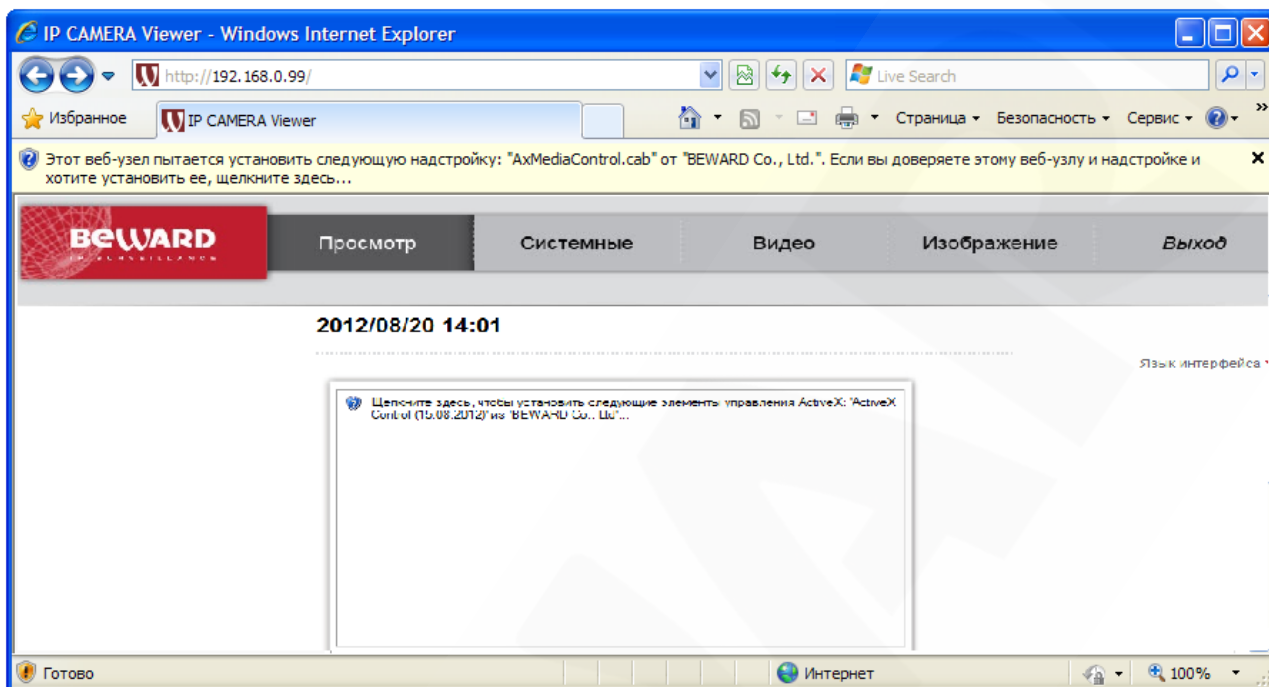 IP CAMERA Viewer - Windows Internet Explorer
http://192.168.0.99/
Live Search
Избранное
IP CAMERA Viewer
Страница
Безопасность
Сервис
Этот веб-узел пытается установить следующую надстройку: "AxMediaControl.cab" от "BEWARD Co., Ltd.". Если вы доверяете этому веб-узлу и надстройке и
хотите установить ее, щелкните здесь...
BEWARD
IP SURVEILLANCE
Просмотр
Системные
Видео
Изображение
Выход
2012/08/20 14:01
Язык интерфейса
Щелкните здесь, чтобы установить следующие элементы управления ActiveX: 'ActiveX
Control (15.08.2012)' из 'BEWARD Co., Ltd'...
Готово
Интернет
100%